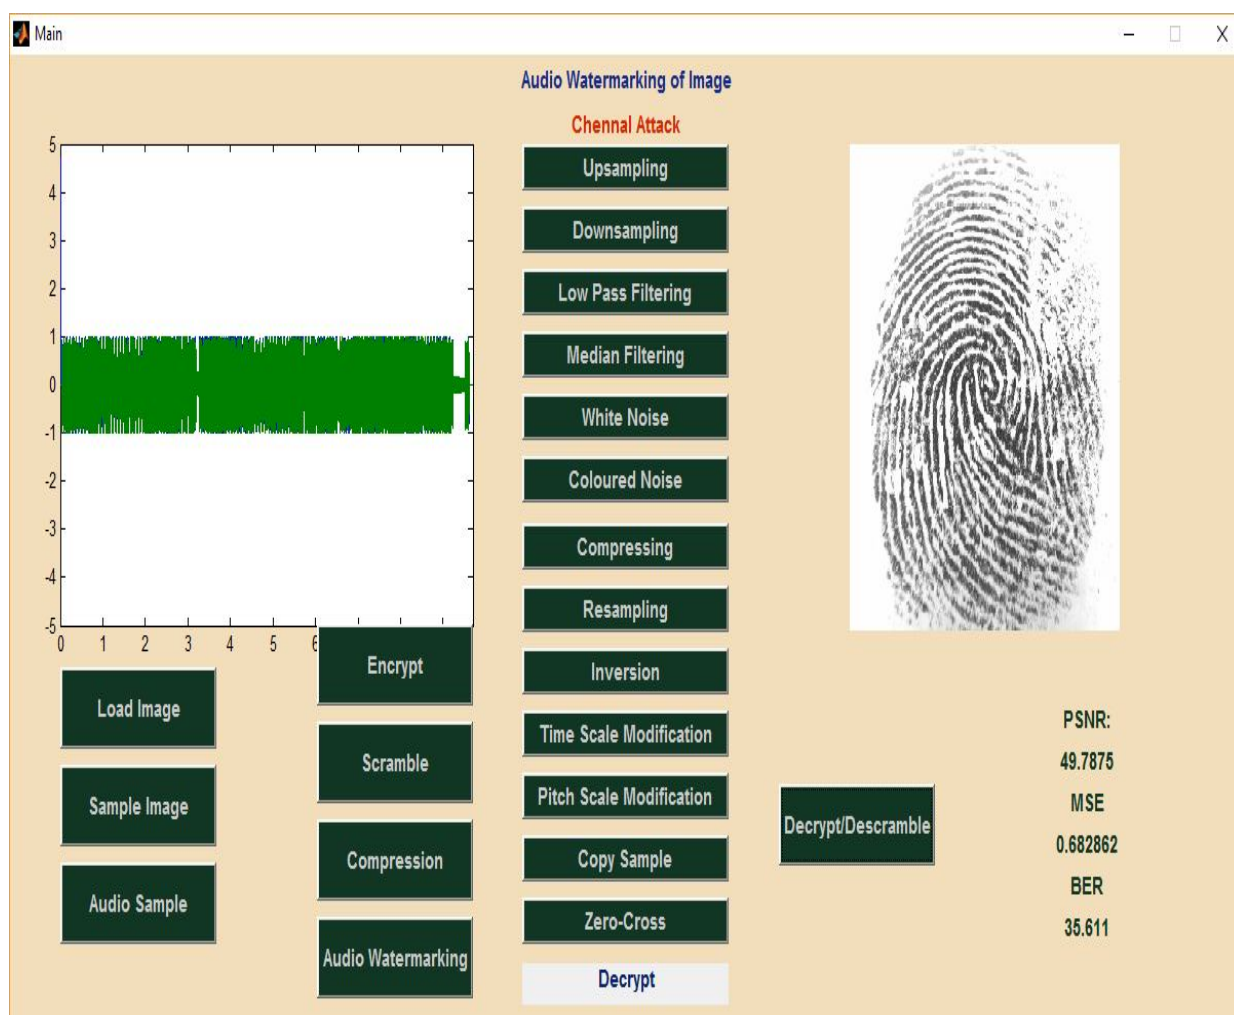 Main
Audio Watermarking of Image
Chennal Attack
5
4
3
2
1
0
-1
-2
-3
-4
-5
0 1 2 3 4 5
Load Image
Sample Image
Audio Sample
Encrypt
Scramble
Compression
Audio Watermarking
Upsampling
Downsampling
Low Pass Filtering
Median Filtering
White Noise
Coloured Noise
Compressing
Resampling
Inversion
Time Scale Modification
Pitch Scale Modification
Copy Sample
Zero-Cross
Decrypt
Decrypt/Descramble
PSNR:
49.7875
MSE
0.682862
BER
35.611